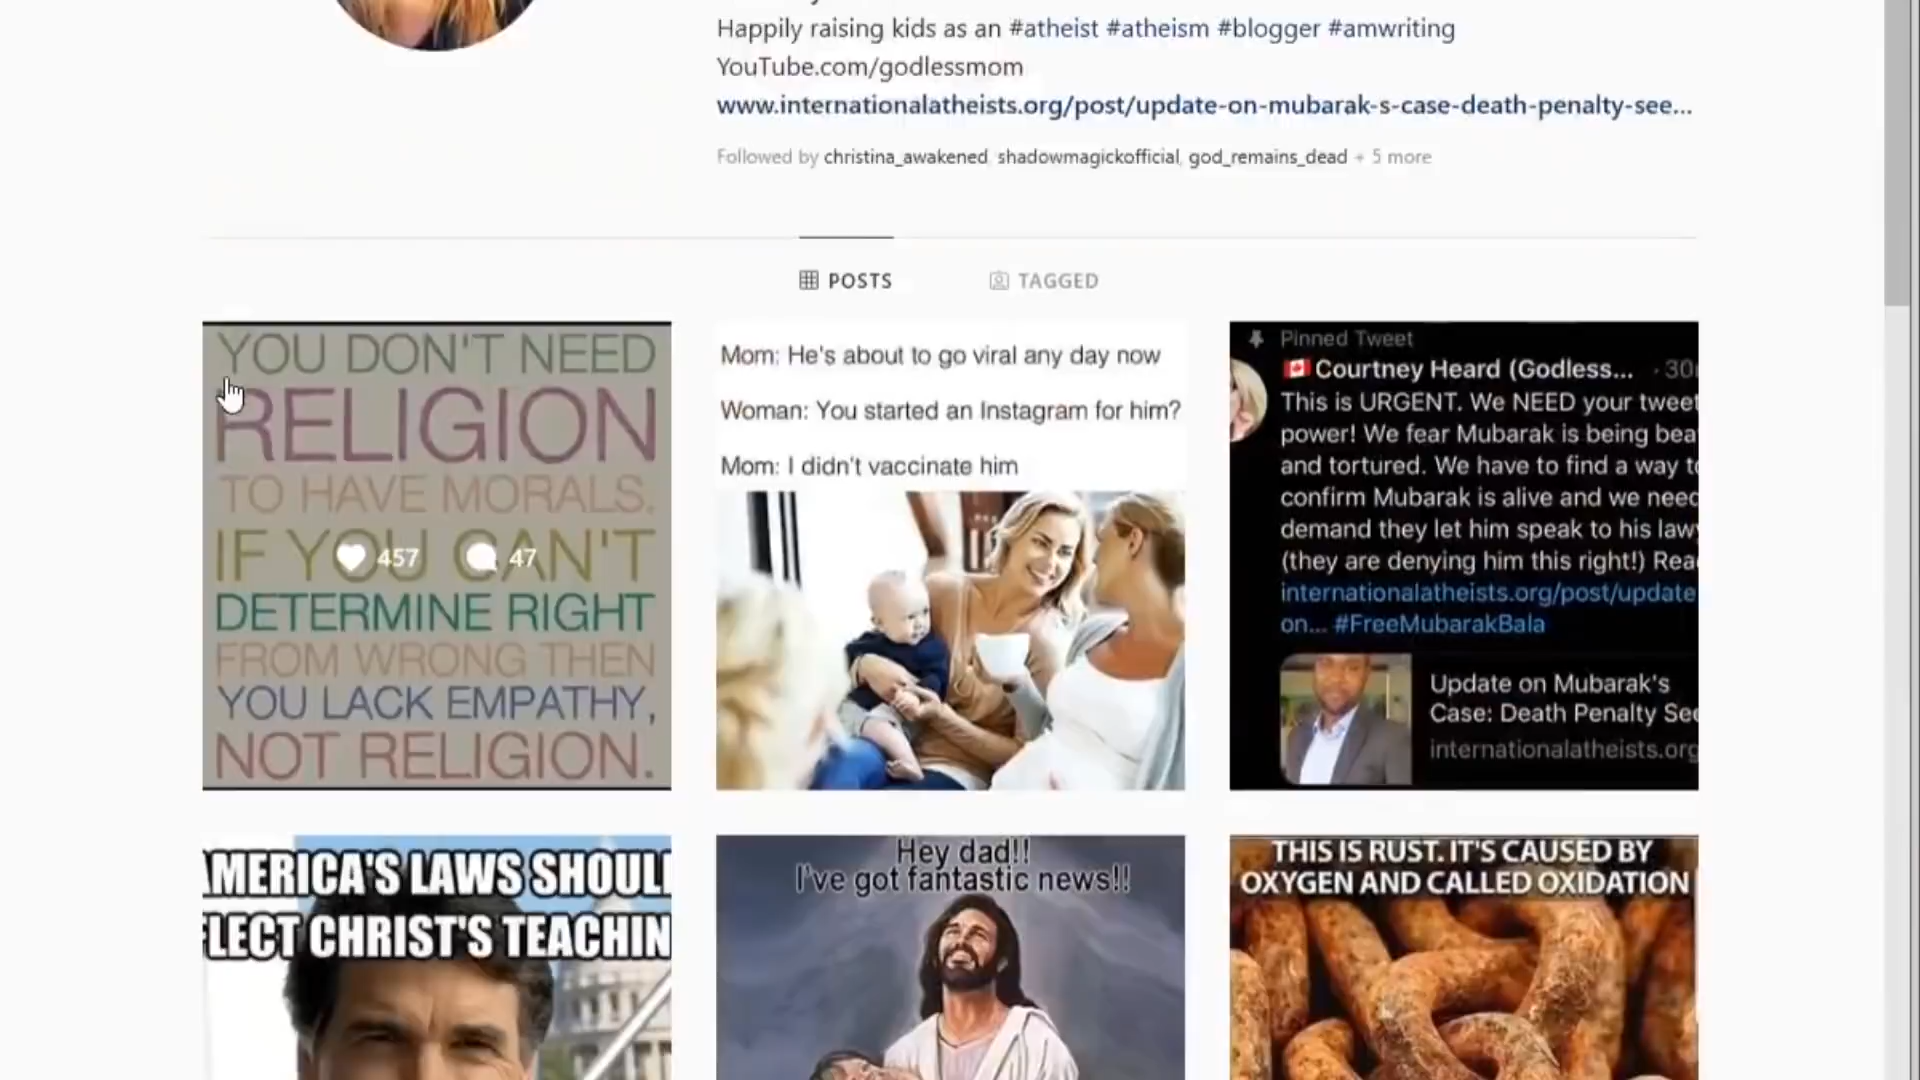 Happily raising kids as an #atheist #atheism #blogger #amwriting
YouTube.com/godlessmom
www.internationalatheists.org/post/update-on-mubarak-s-case-death-penalty-see...
Followed by christina_awakened, shadowmagickofficial, god_remains_dead + 5 more
POSTS
TAGGED
YOU DON'T NEED
RELIGION
TO HAVE MORALS.
IF YOU CAN'T
457 47
DETERMINE RIGHT
FROM WRONG THEN
YOU LACK EMPATHY,
NOT RELIGION.
Mom: He's about to go viral any day now
Woman: You started an Instagram for him?
Mom: I didn't vaccinate him
Pinned Tweet
Courtney Heard (Godless... · 30
This is URGENT. We NEED your tweet
power! We fear Mubarak is being bea
and tortured. We have to find a way to
confirm Mubarak is alive and we need
demand they let him speak to his law
(they are denying him this right!) Rea
internationalatheists.org/post/update
on... #FreeMubarakBala
Update on Mubarak's
Case: Death Penalty See
internationalatheists.org
AMERICA'S LAWS SHOUL
FLECT CHRIST'S TEACHIN
Hey dad!!
I've got fantastic news!!
THIS IS RUST. IT'S CAUSED BY
OXYGEN AND CALLED OXIDATION